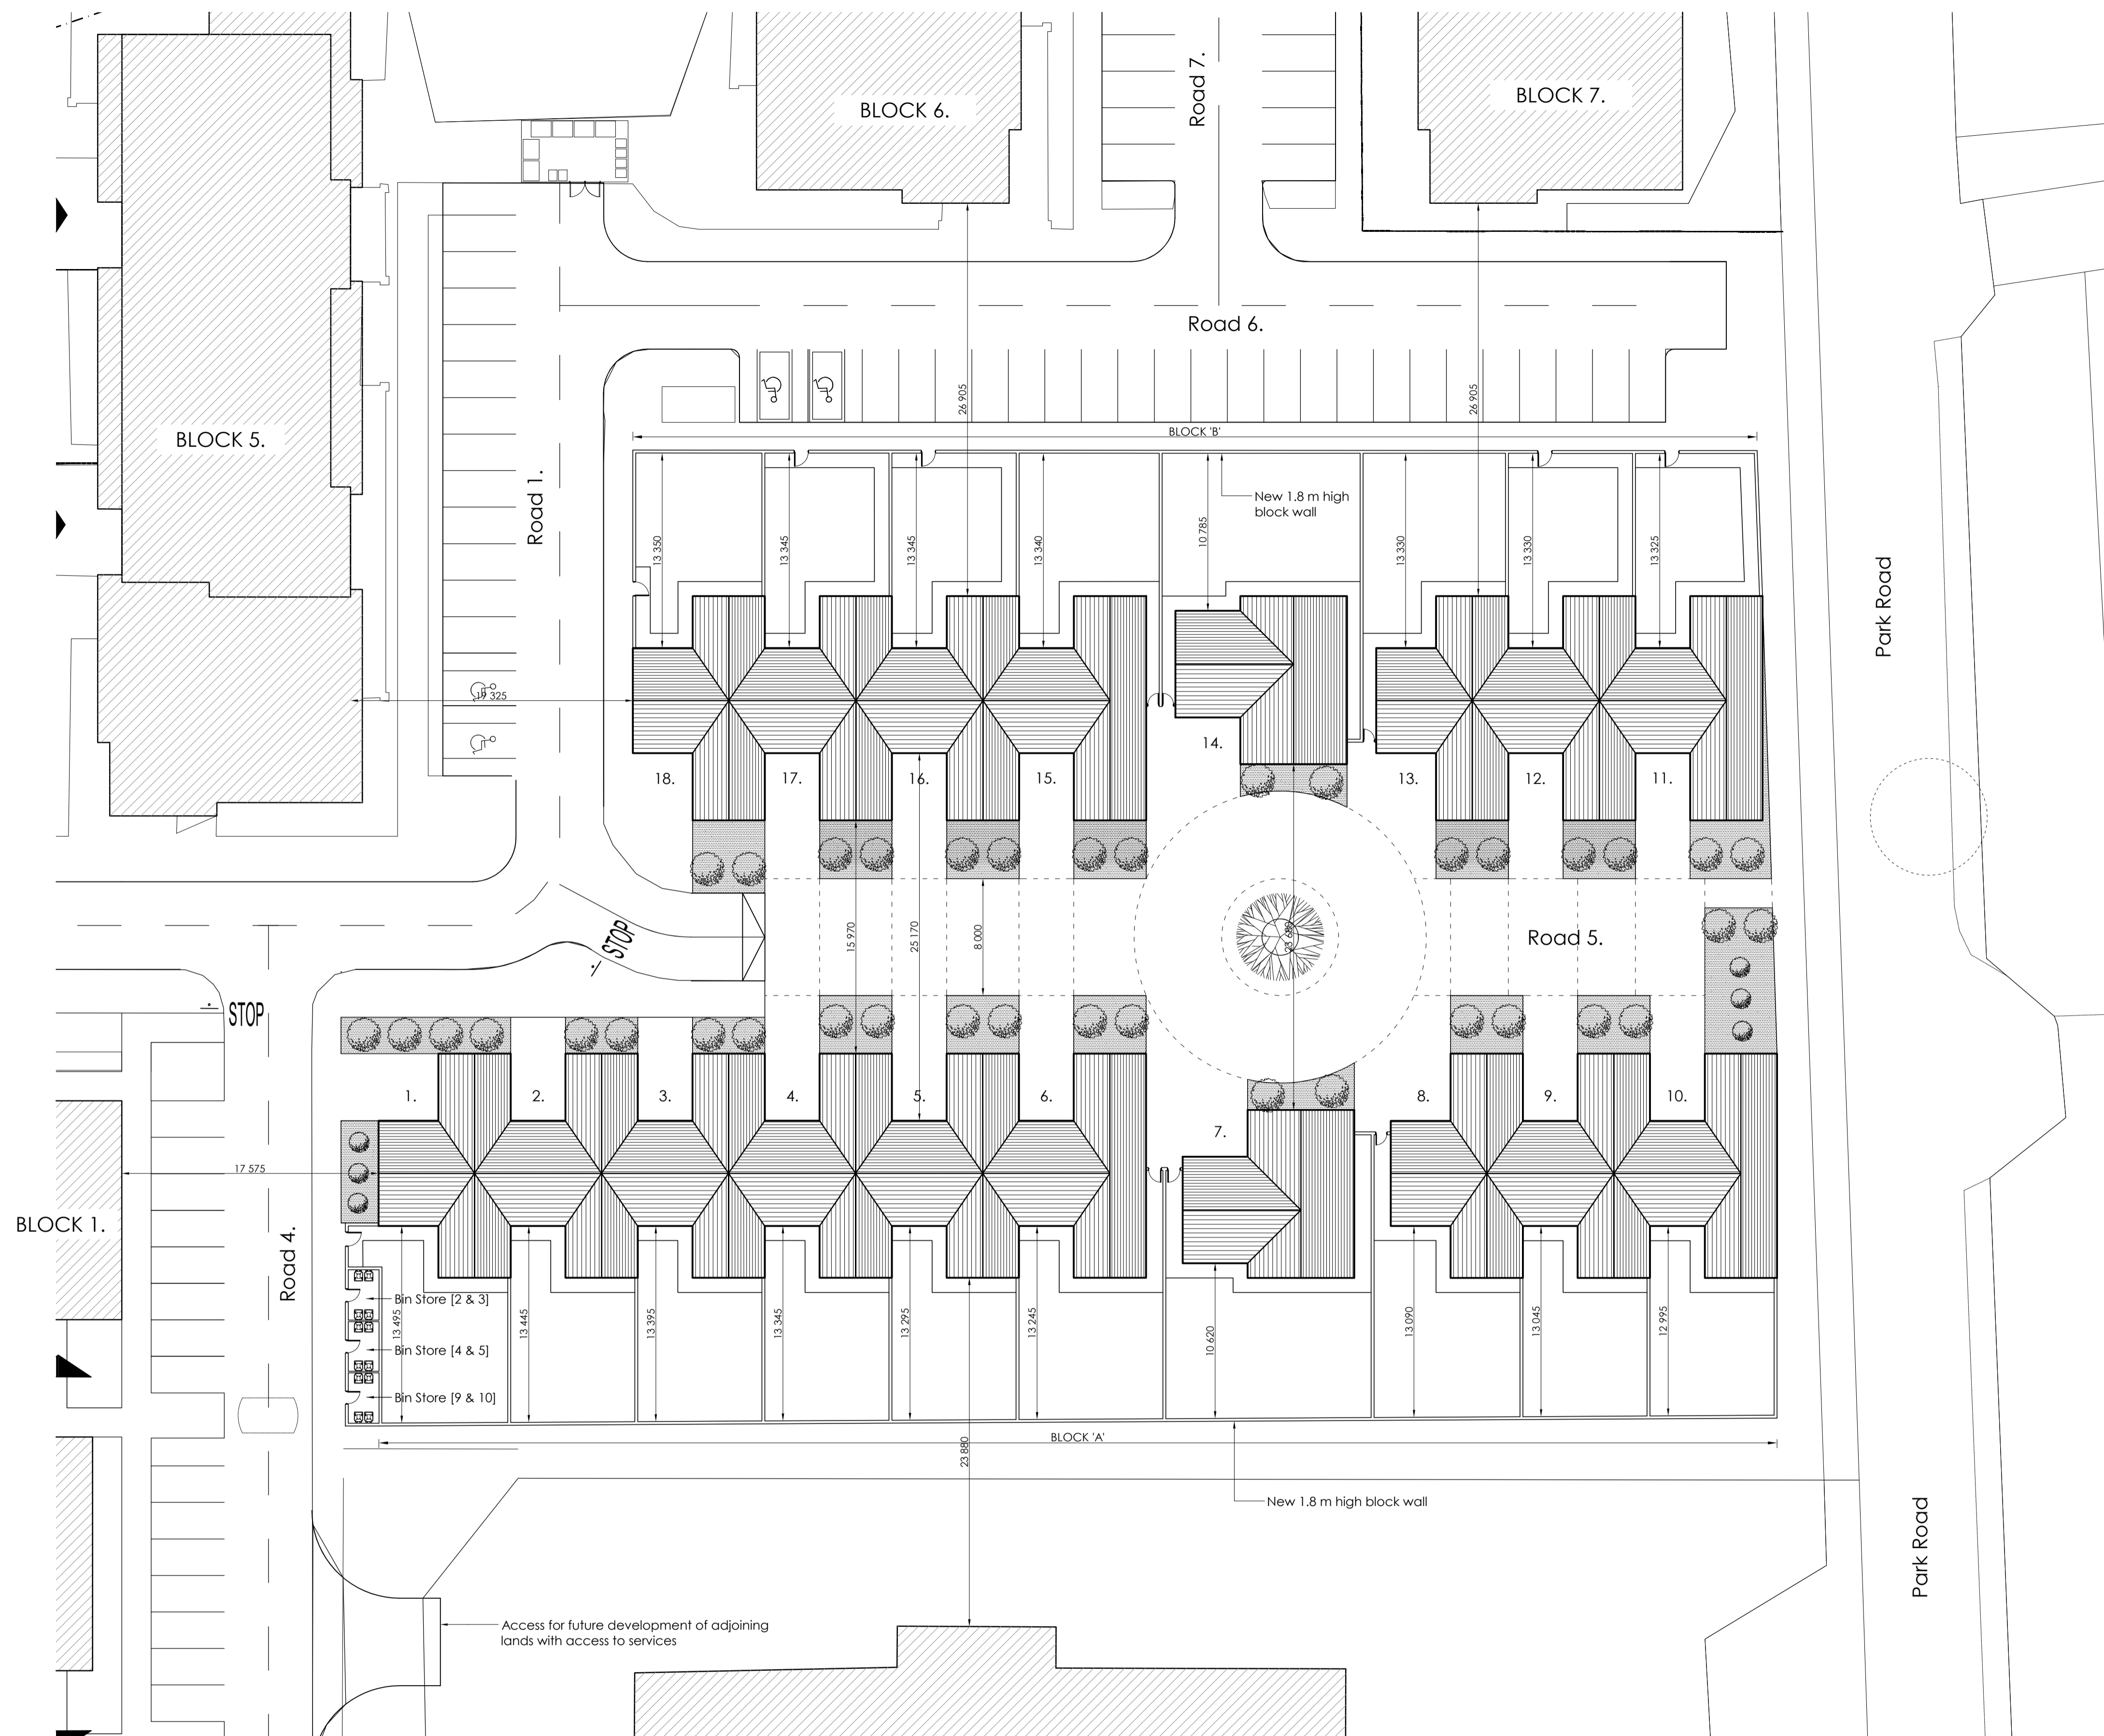 BLOCK 6.
Road 7.
BLOCK 7.
Road 6.
BLOCK 5.
Road 1.
26 905
26 905
BLOCK 'B'
New 1.8 m high
block wall
13 350
13 345
13 345
13 340
10 785
13 330
13 330
13 325
Park Road
19 325
14.
18.
17.
16.
15.
13.
12.
11.
STOP
15 970
25 170
8 000
Road 5.
STOP
1.
2.
3.
4.
5.
6.
7.
8.
9.
10.
17 575
BLOCK 1.
Road 4.
Bin Store [2 & 3]
Bin Store [4 & 5]
Bin Store [9 & 10]
13 495
13 445
13 395
13 345
13 295
13 245
10 620
13 090
13 045
12 995
BLOCK 'A'
23 880
New 1.8 m high block wall
Park Road
Access for future development of adjoining
lands with access to services